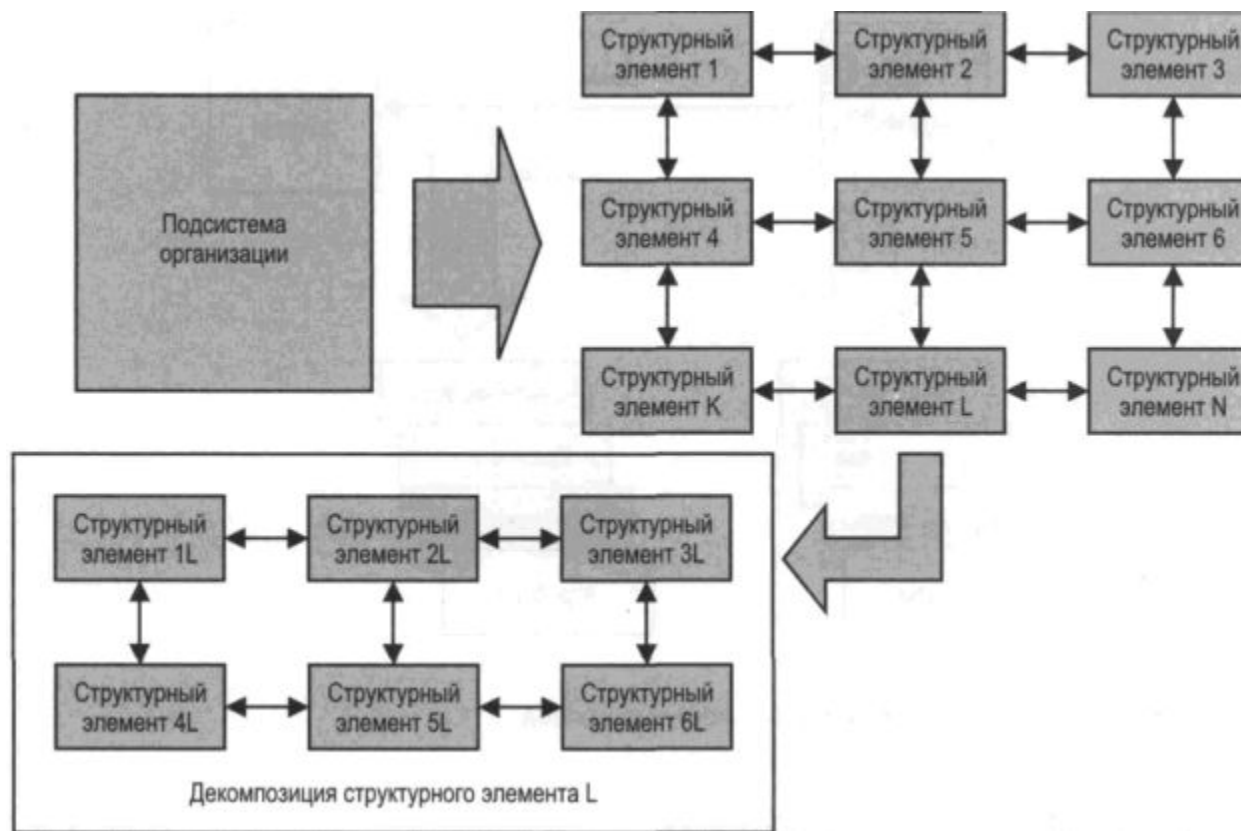 Структурный
элемент 1
Структурный
элемент 2
Структурный
элемент 3
Подсистема
организации
Структурный
элемент 4
Структурный
элемент 5
Структурный
элемент 6
Структурный
элемент K
Структурный
элемент L
Структурный
элемент N
Структурный
элемент 1L
Структурный
элемент 2L
Структурный
элемент 3L
Структурный
элемент 4L
Структурный
элемент 5L
Структурный
элемент 6L
Декомпозиция структурного элемента L